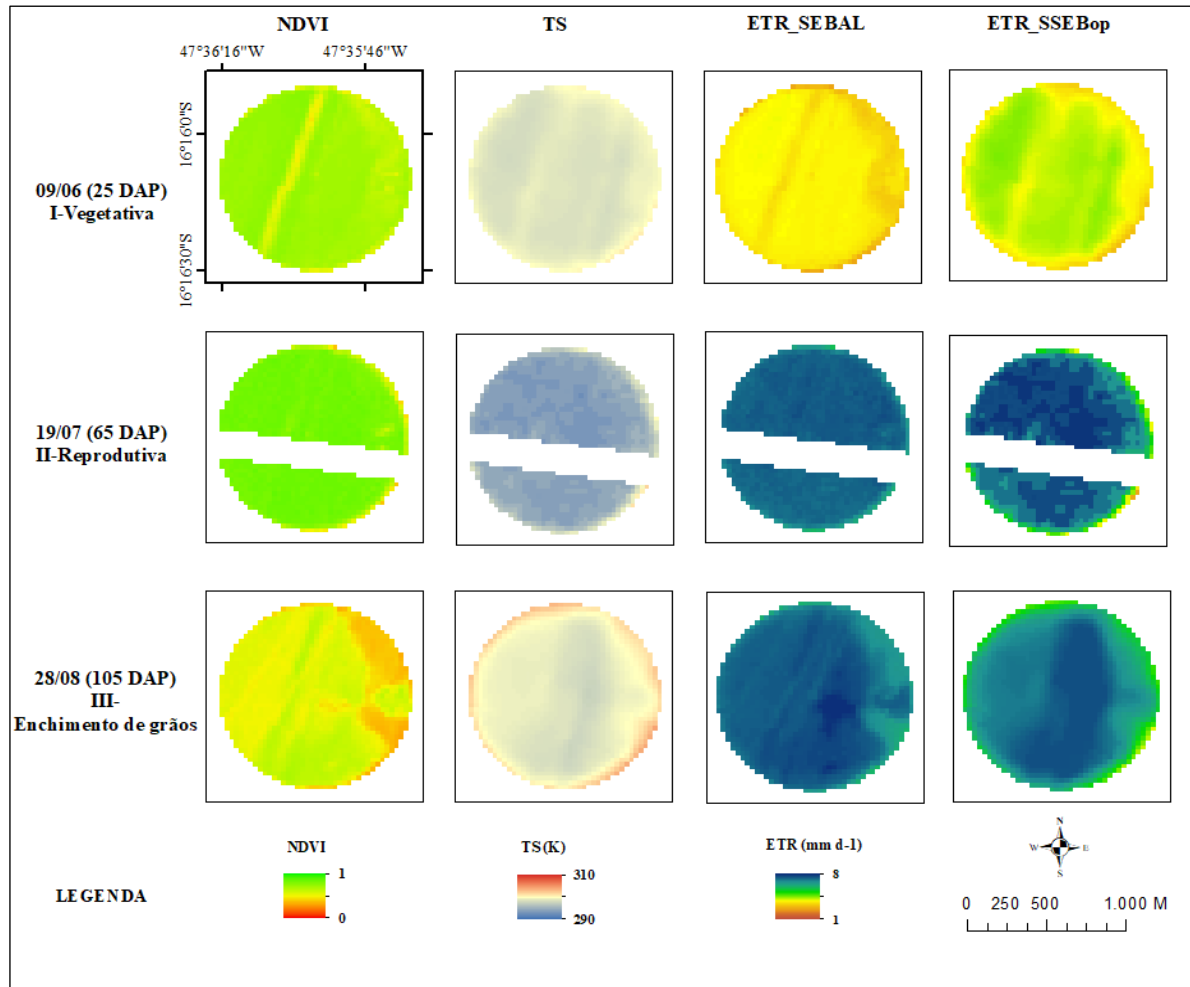 NDVI TS ETR_SEBAL ETR_SSEBop
47°36'16"W 47°35'46"W
16°16'0"S
16°16'30"S
09/06 (25 DAP)
I-Vegetativa
19/07 (65 DAP)
II-Reprodutiva
28/08 (105 DAP)
III-
Enchimento de grãos
LEGENDA
NDVI
1
0
TS(K)
310
290
ETR (mm d-1)
8
1
N
W E
S
0 250 500 1.000 M